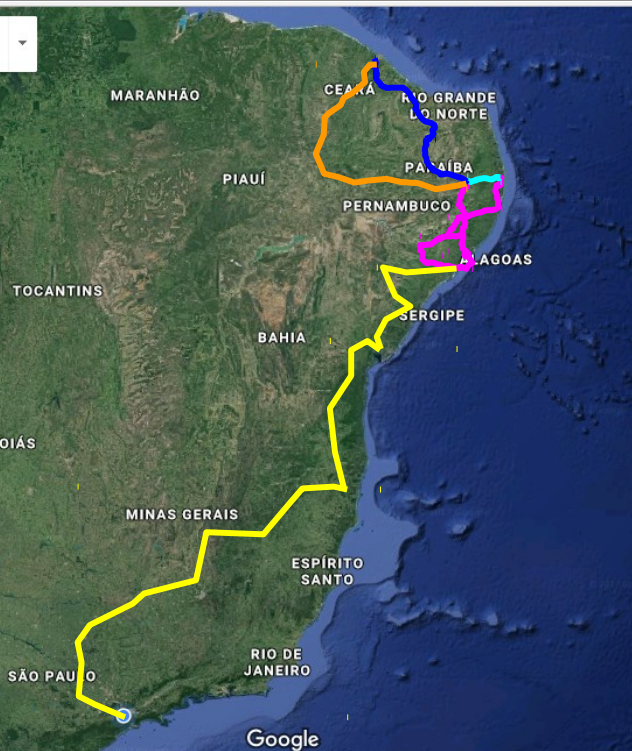 MARANHÃO
CEARÁ
RIO GRANDE
DO NORTE
PARAÍBA
PIAUÍ
PERNAMBUCO
ALAGOAS
TOCANTINS
SERGIPE
BAHIA
OIÁS
MINAS GERAIS
ESPÍRITO
SANTO
RIO DE
JANEIRO
SÃO PAULO
Google